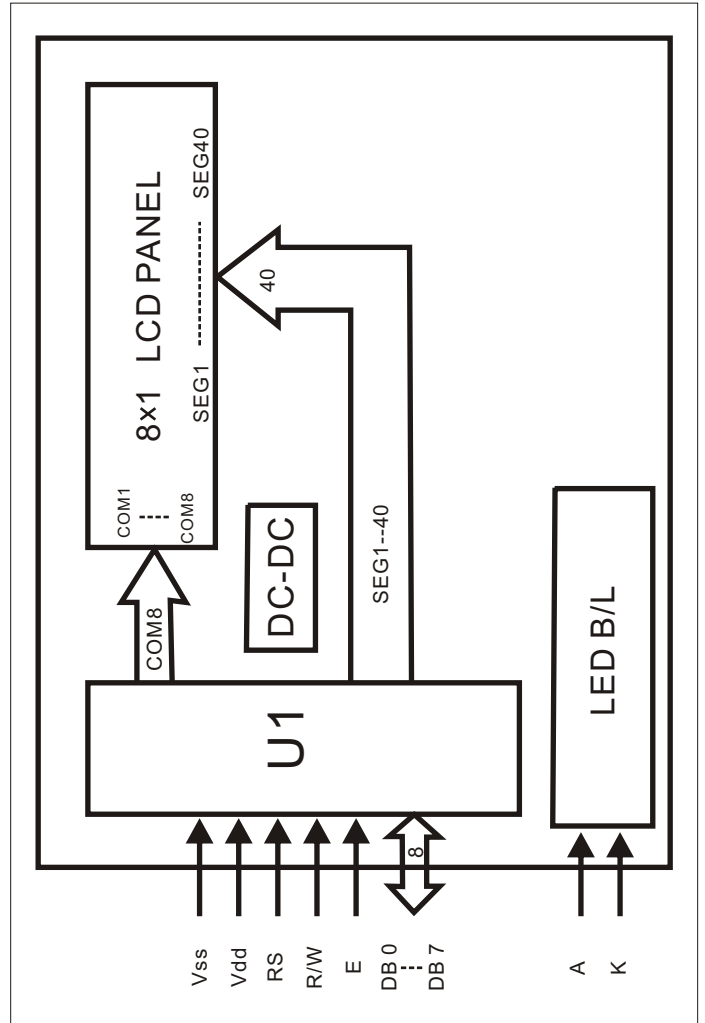 8×1 LCD PANEL
COM1
COM8
SEG1
SEG40
COM8
40
DC-DC
SEG1--40
U1
LED B/L
Vss
Vdd
RS
R/W
E
DB 0
DB 7
8
A
K